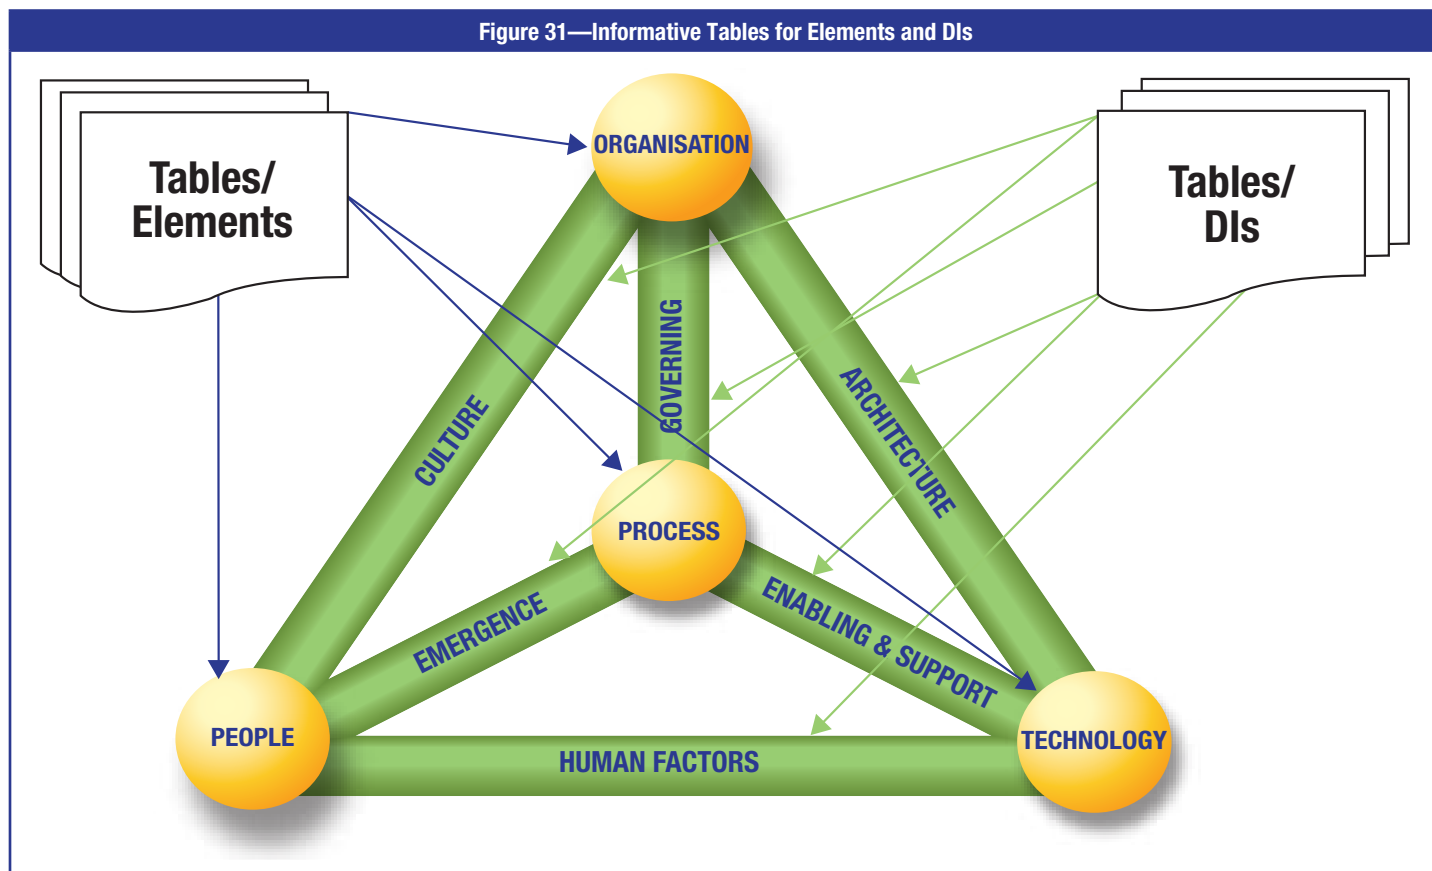 Figure 31—Informative Tables for Elements and DIs
Tables/
Elements
Tables/
DIs
ORGANISATION
GOVERNING
CULTURE
ARCHITECTURE
PROCESS
EMERGENCE
ENABLING & SUPPORT
PEOPLE
HUMAN FACTORS
TECHNOLOGY